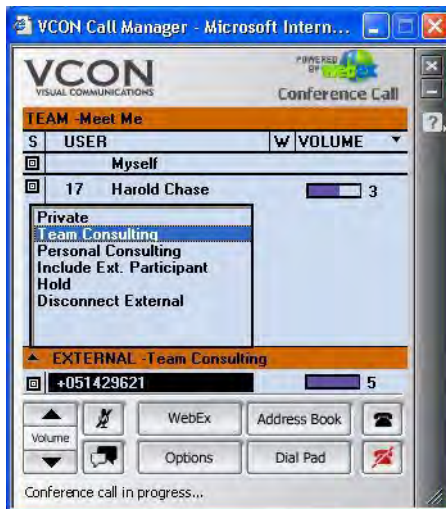 VCON Call Manager - Microsoft Intern...
VCON
VISUAL COMMUNICATIONS
POWERED BY webex
Conference Call
TEAM -Meet Me
S USER W VOLUME
Myself
17 Harold Chase 3
Private
Team Consulting
Personal Consulting
Include Ext. Participant
Hold
Disconnect External
EXTERNAL -Team Consulting
+051429621 5
WebEx Address Book
Volume
Options Dial Pad
Conference call in progress...